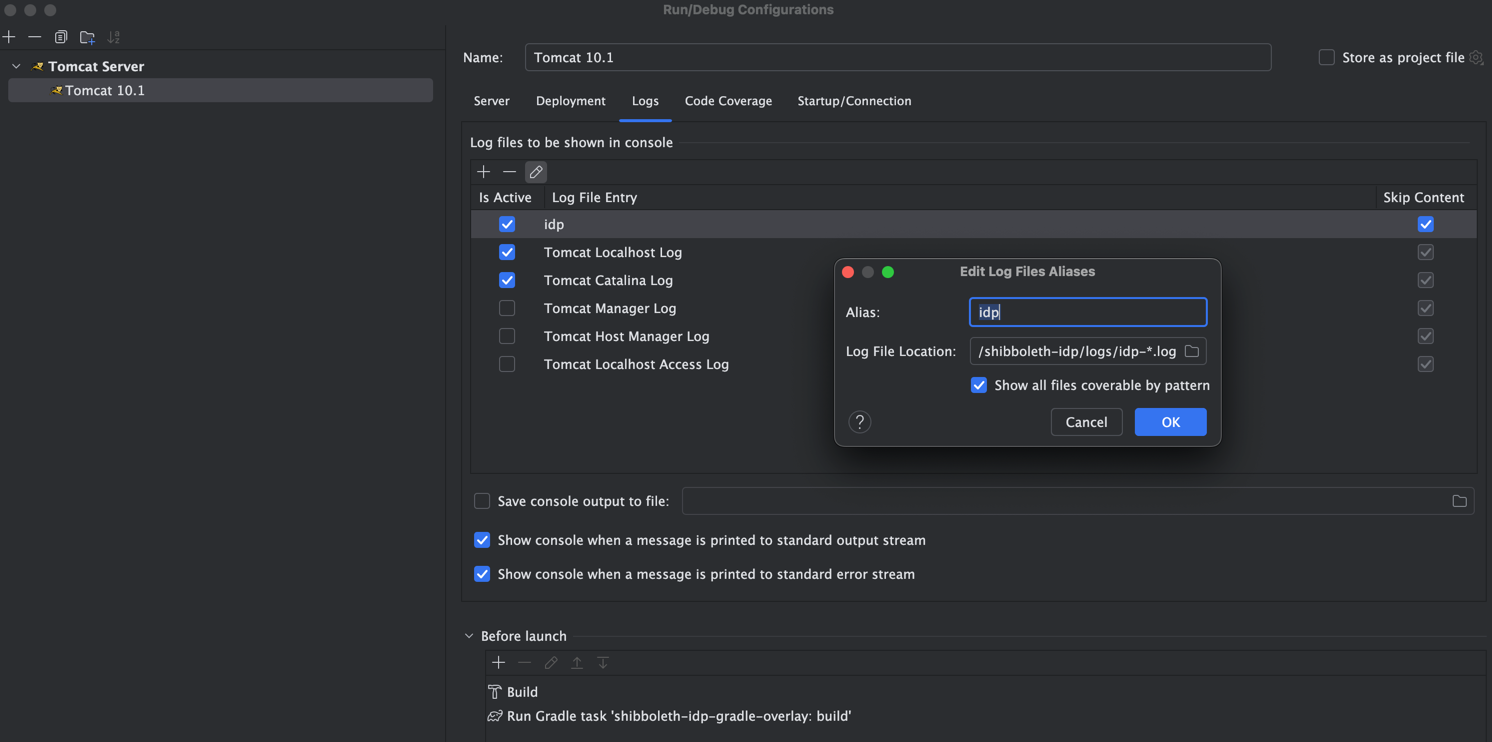 Run/Debug Configurations
Tomcat Server
Tomcat 10.1
Name:
Tomcat 10.1
Store as project file
Server
Deployment
Logs
Code Coverage
Startup/Connection
Log files to be shown in console
Is Active
Log File Entry
Skip Content
idp
Tomcat Localhost Log
Tomcat Catalina Log
Tomcat Manager Log
Tomcat Host Manager Log
Tomcat Localhost Access Log
Edit Log Files Aliases
Alias:
idp
Log File Location:
/shibboleth-idp/logs/idp-*.log
Show all files coverable by pattern
?
Cancel
OK
Save console output to file:
Show console when a message is printed to standard output stream
Show console when a message is printed to standard error stream
Before launch
Build
Run Gradle task 'shibboleth-idp-gradle-overlay: build'